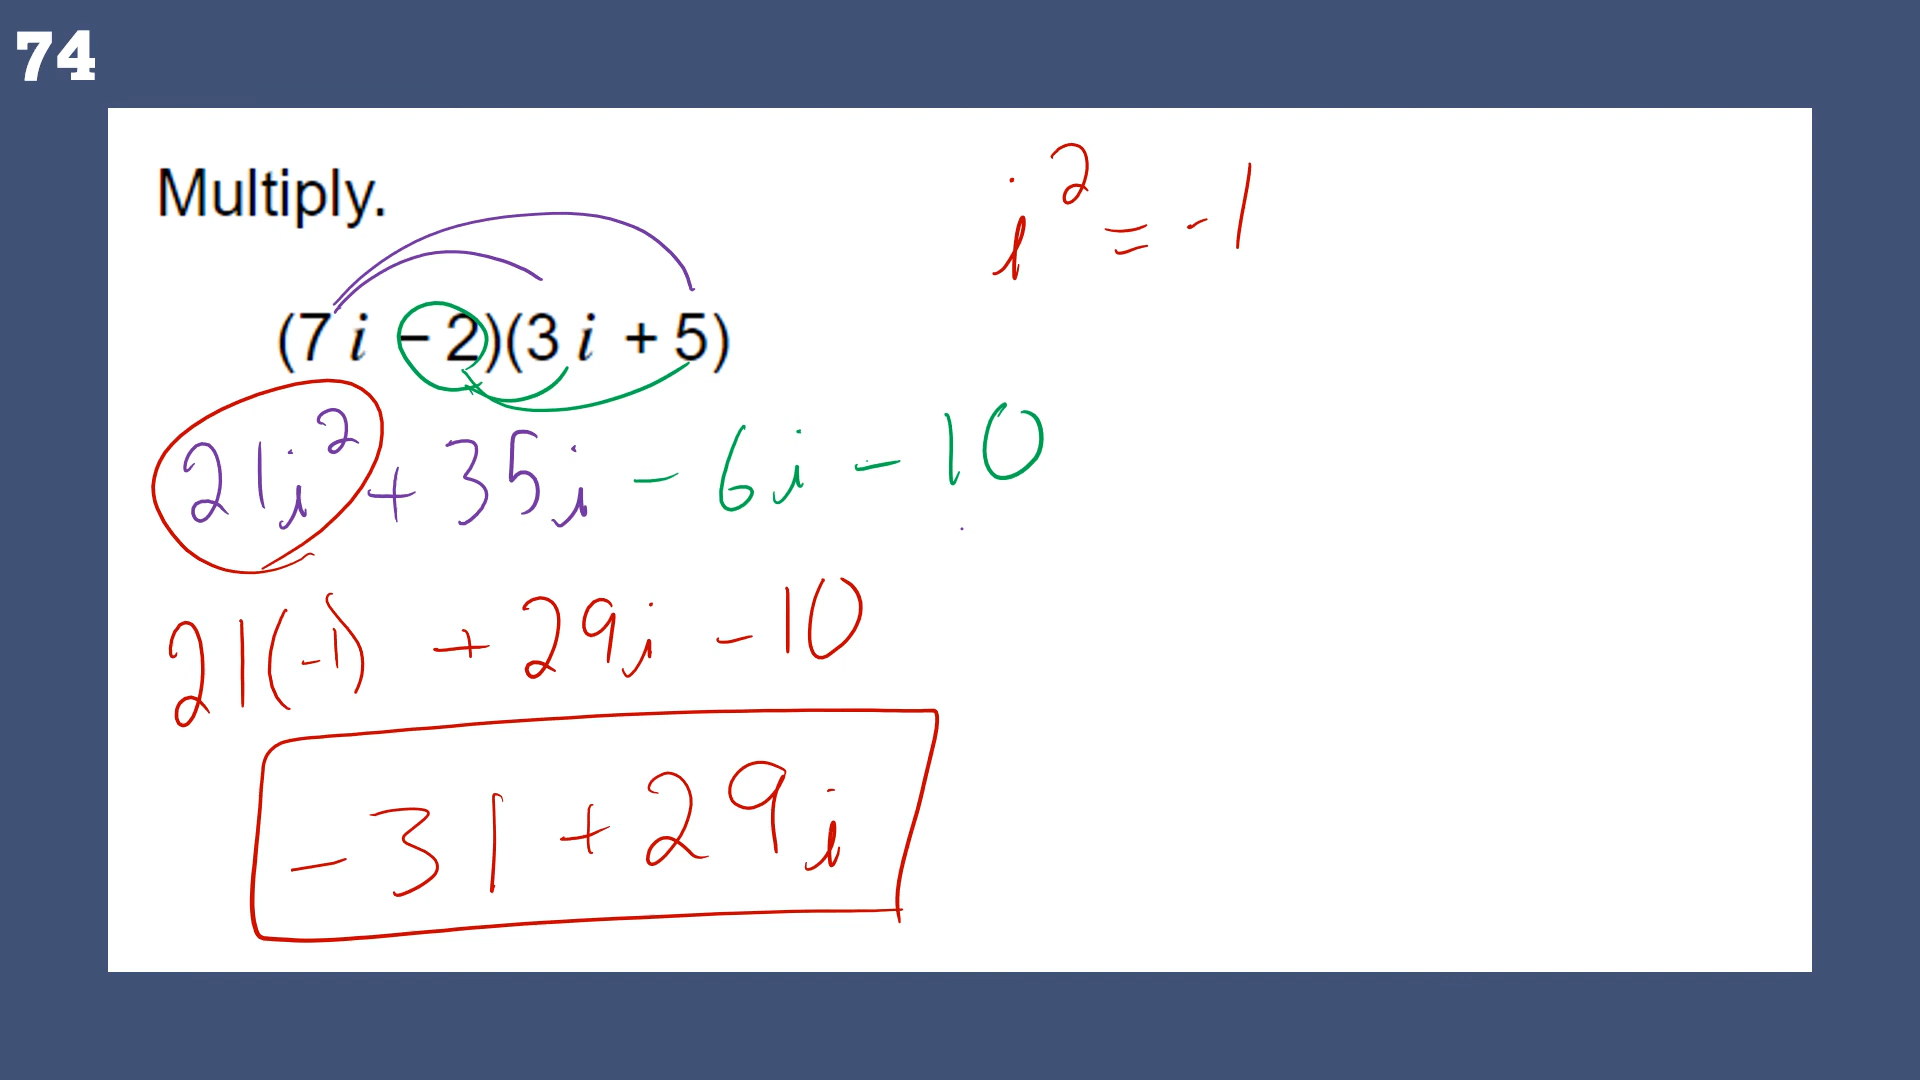 74
Multiply.
i² = -1
(7i − 2)(3i + 5)
21i² + 35i - 6i - 10
21(-1) + 29i - 10
-31 + 29i